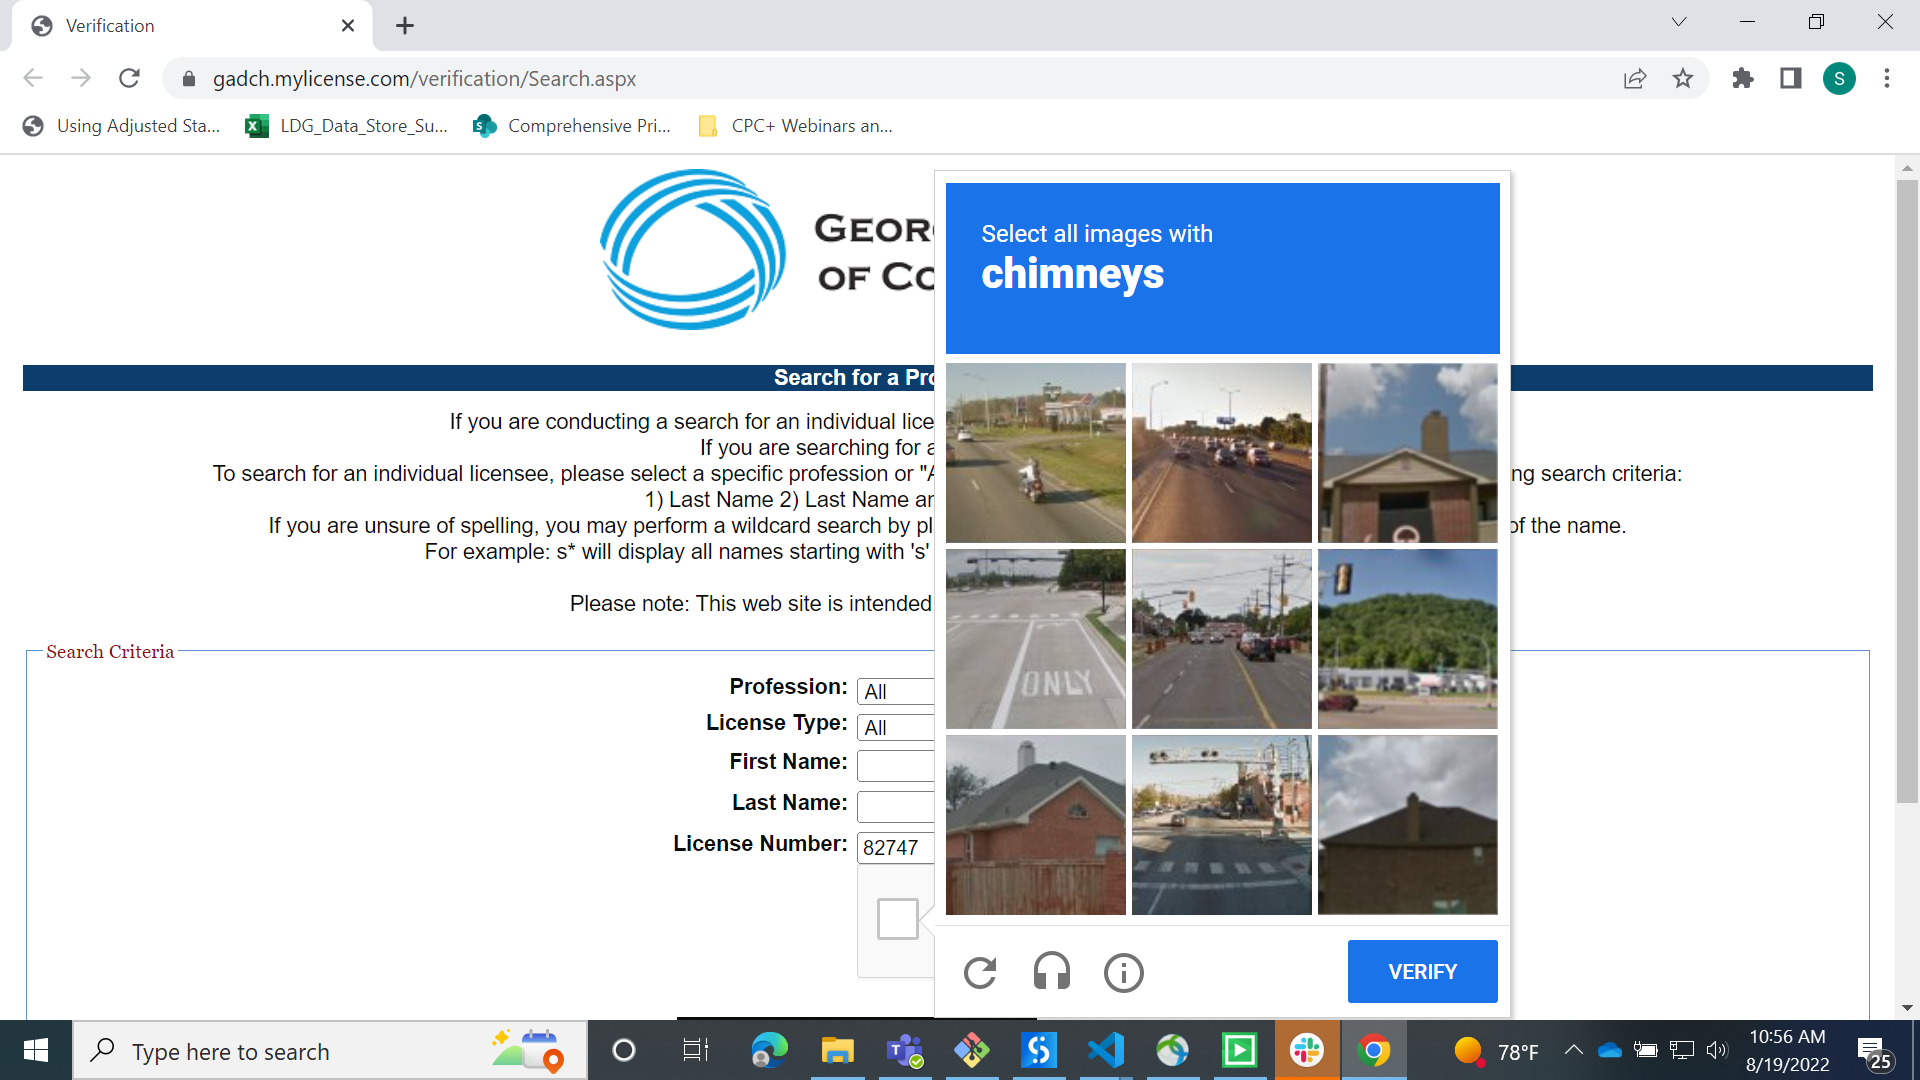 Verification
gadch.mylicense.com/verification/Search.aspx
S
Using Adjusted Sta...
LDG_Data_Store_Su...
Comprehensive Pri...
CPC+ Webinars an...
GEOR
OF CO
Select all images with
chimneys
Search for a Pro
If you are conducting a search for an individual lice
If you are searching for a
To search for an individual licensee, please select a specific profession or "A
ng search criteria:
1) Last Name 2) Last Name an
If you are unsure of spelling, you may perform a wildcard search by pl
of the name.
For example: s* will display all names starting with 's'
Please note: This web site is intended
ONLY
Search Criteria
Profession: All
License Type: All
First Name:
Last Name:
License Number: 82747
VERIFY
Type here to search
78°F
10:56 AM
8/19/2022
25